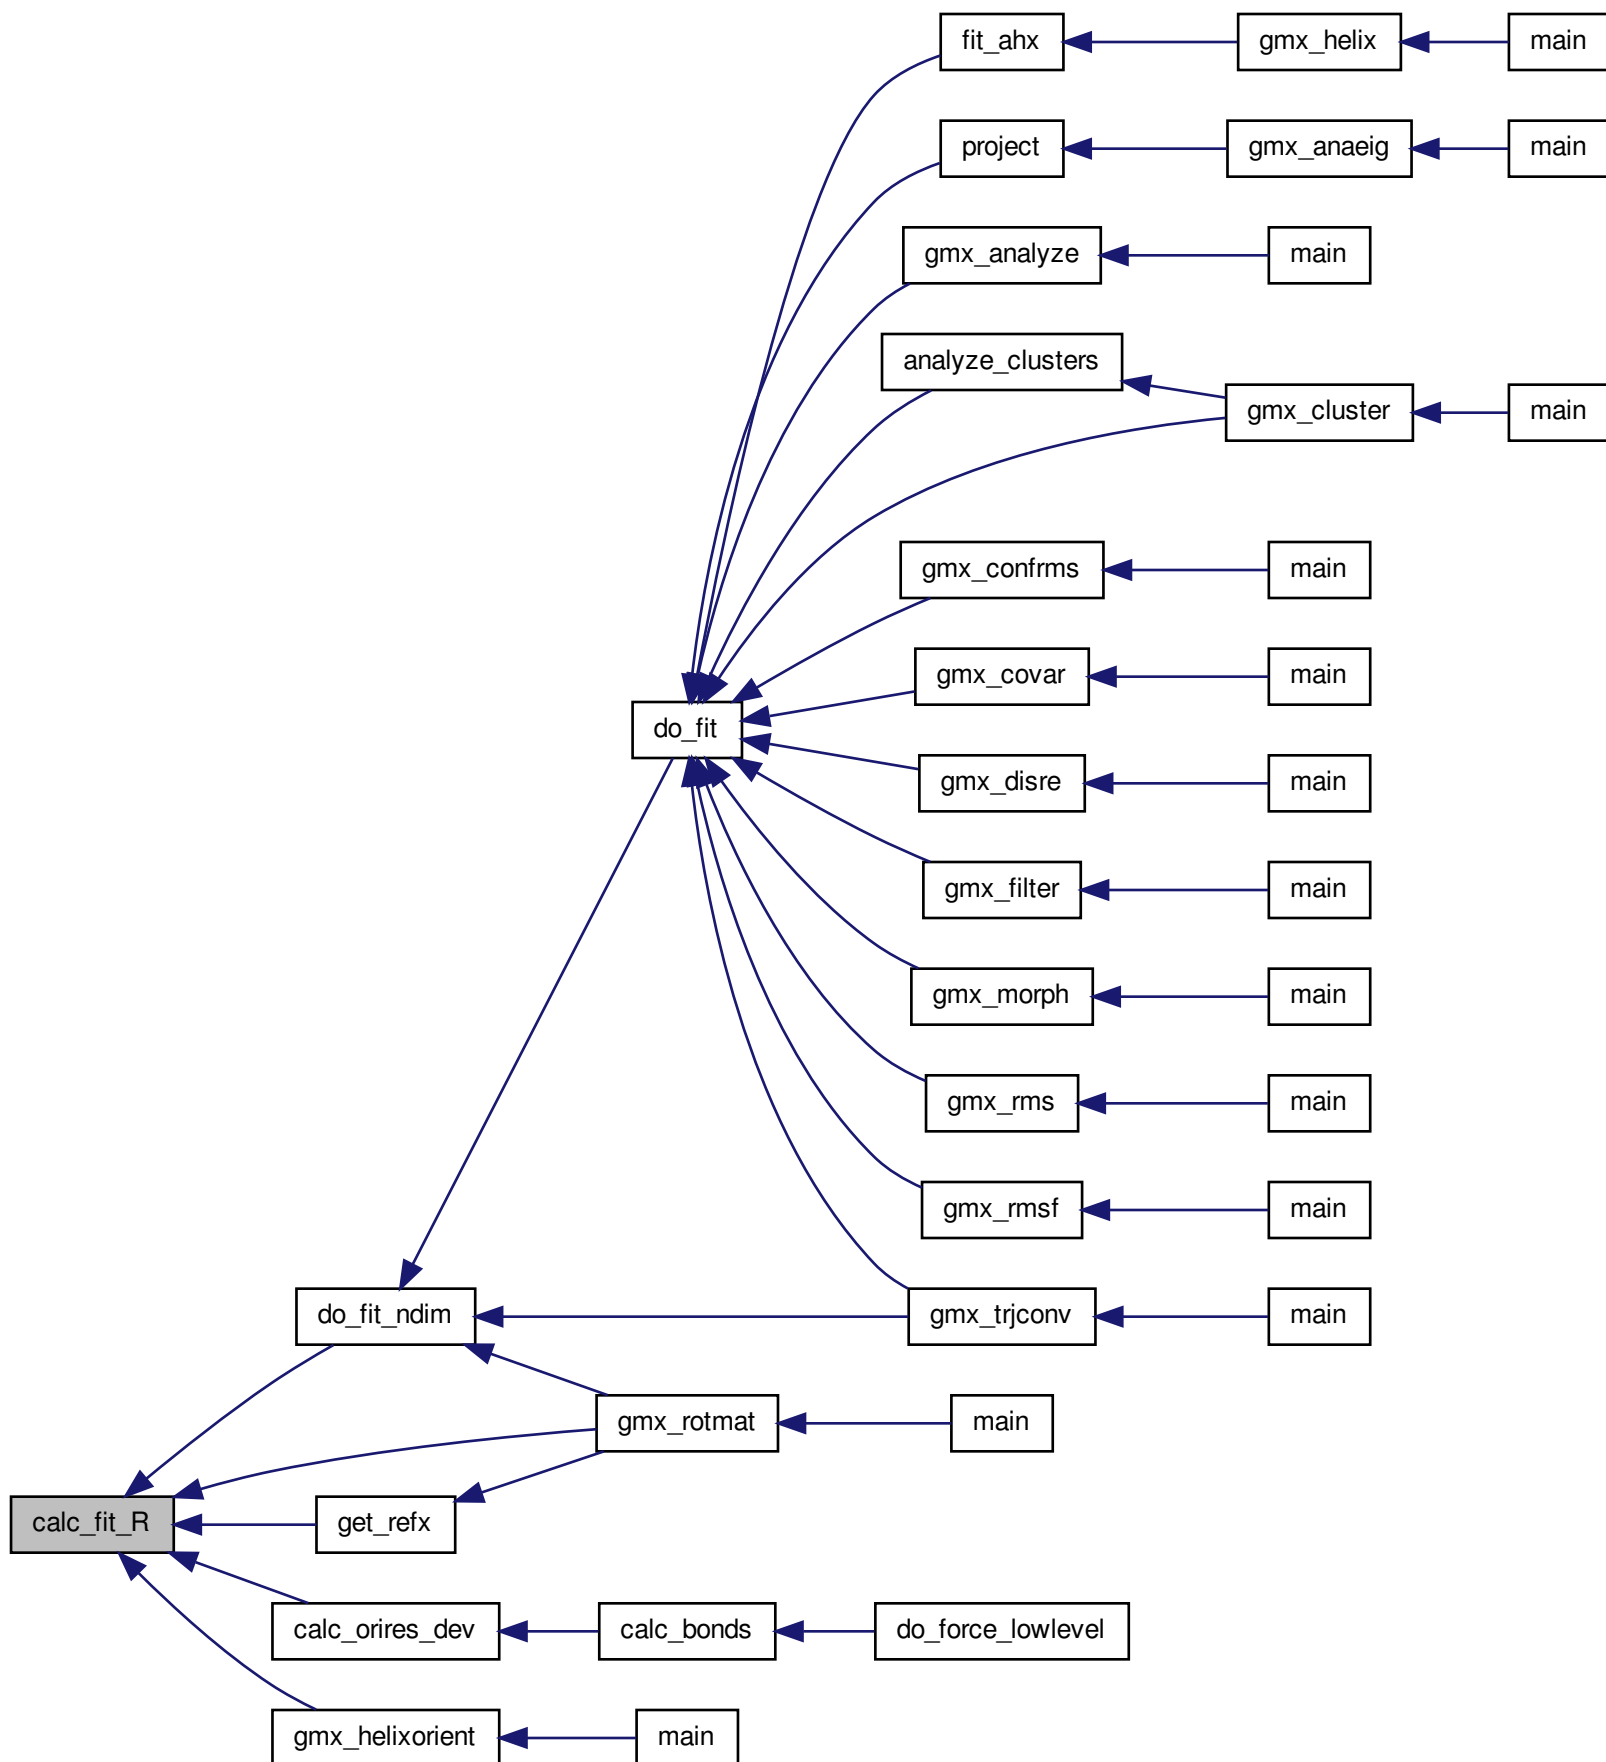 fit_ahx
gmx_helix
main
project
gmx_anaeig
main
gmx_analyze
main
analyze_clusters
gmx_cluster
main
gmx_confrms
main
gmx_covar
main
do_fit
gmx_disre
main
gmx_filter
main
gmx_morph
main
gmx_rms
main
gmx_rmsf
main
do_fit_ndim
gmx_trjconv
main
gmx_rotmat
main
calc_fit_R
get_refx
calc_orires_dev
calc_bonds
do_force_lowlevel
gmx_helixorient
main